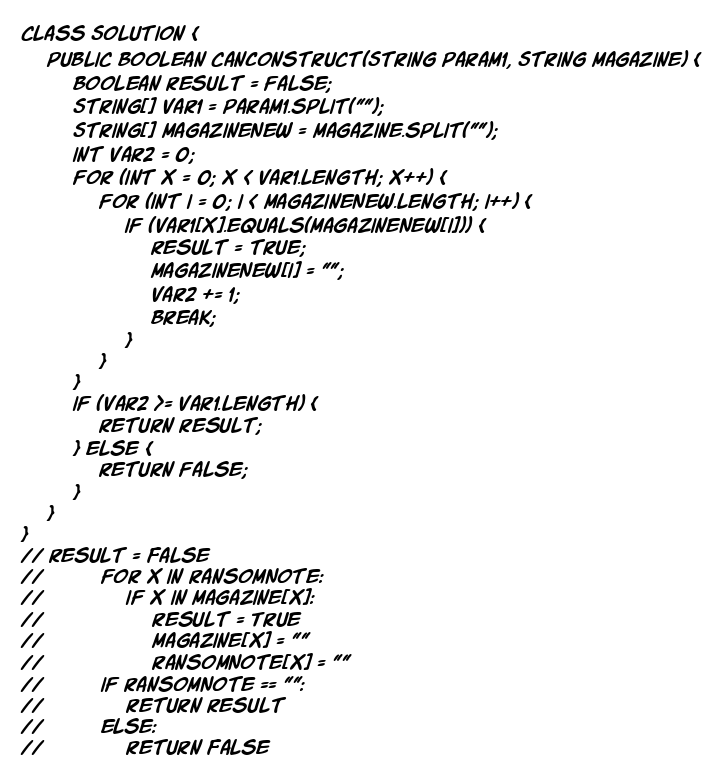 CLASS SOLUTION {
PUBLIC BOOLEAN CANCONSTRUCT(STRING PARAM1, STRING MAGAZINE) {
BOOLEAN RESULT = FALSE;
STRING[] VAR1 = PARAM1.SPLIT("");
STRING[] MAGAZINENEW = MAGAZINE.SPLIT("");
INT VAR2 = 0;
FOR (INT X = 0; X < VAR1.LENGTH; X++) {
FOR (INT I = 0; I < MAGAZINENEW.LENGTH; I++) {
IF (VAR1[X].EQUALS(MAGAZINENEW[I])) {
RESULT = TRUE;
MAGAZINENEW[I] = "";
VAR2 += 1;
BREAK;
}
}
}
IF (VAR2 >= VAR1.LENGTH) {
RETURN RESULT;
} ELSE {
RETURN FALSE;
}
}
}
// RESULT = FALSE
// FOR X IN RANSOMNOTE:
// IF X IN MAGAZINE[X]:
// RESULT = TRUE
// MAGAZINE[X] = ""
// RANSOMNOTE[X] = ""
// IF RANSOMNOTE == "":
// RETURN RESULT
// ELSE:
// RETURN FALSE